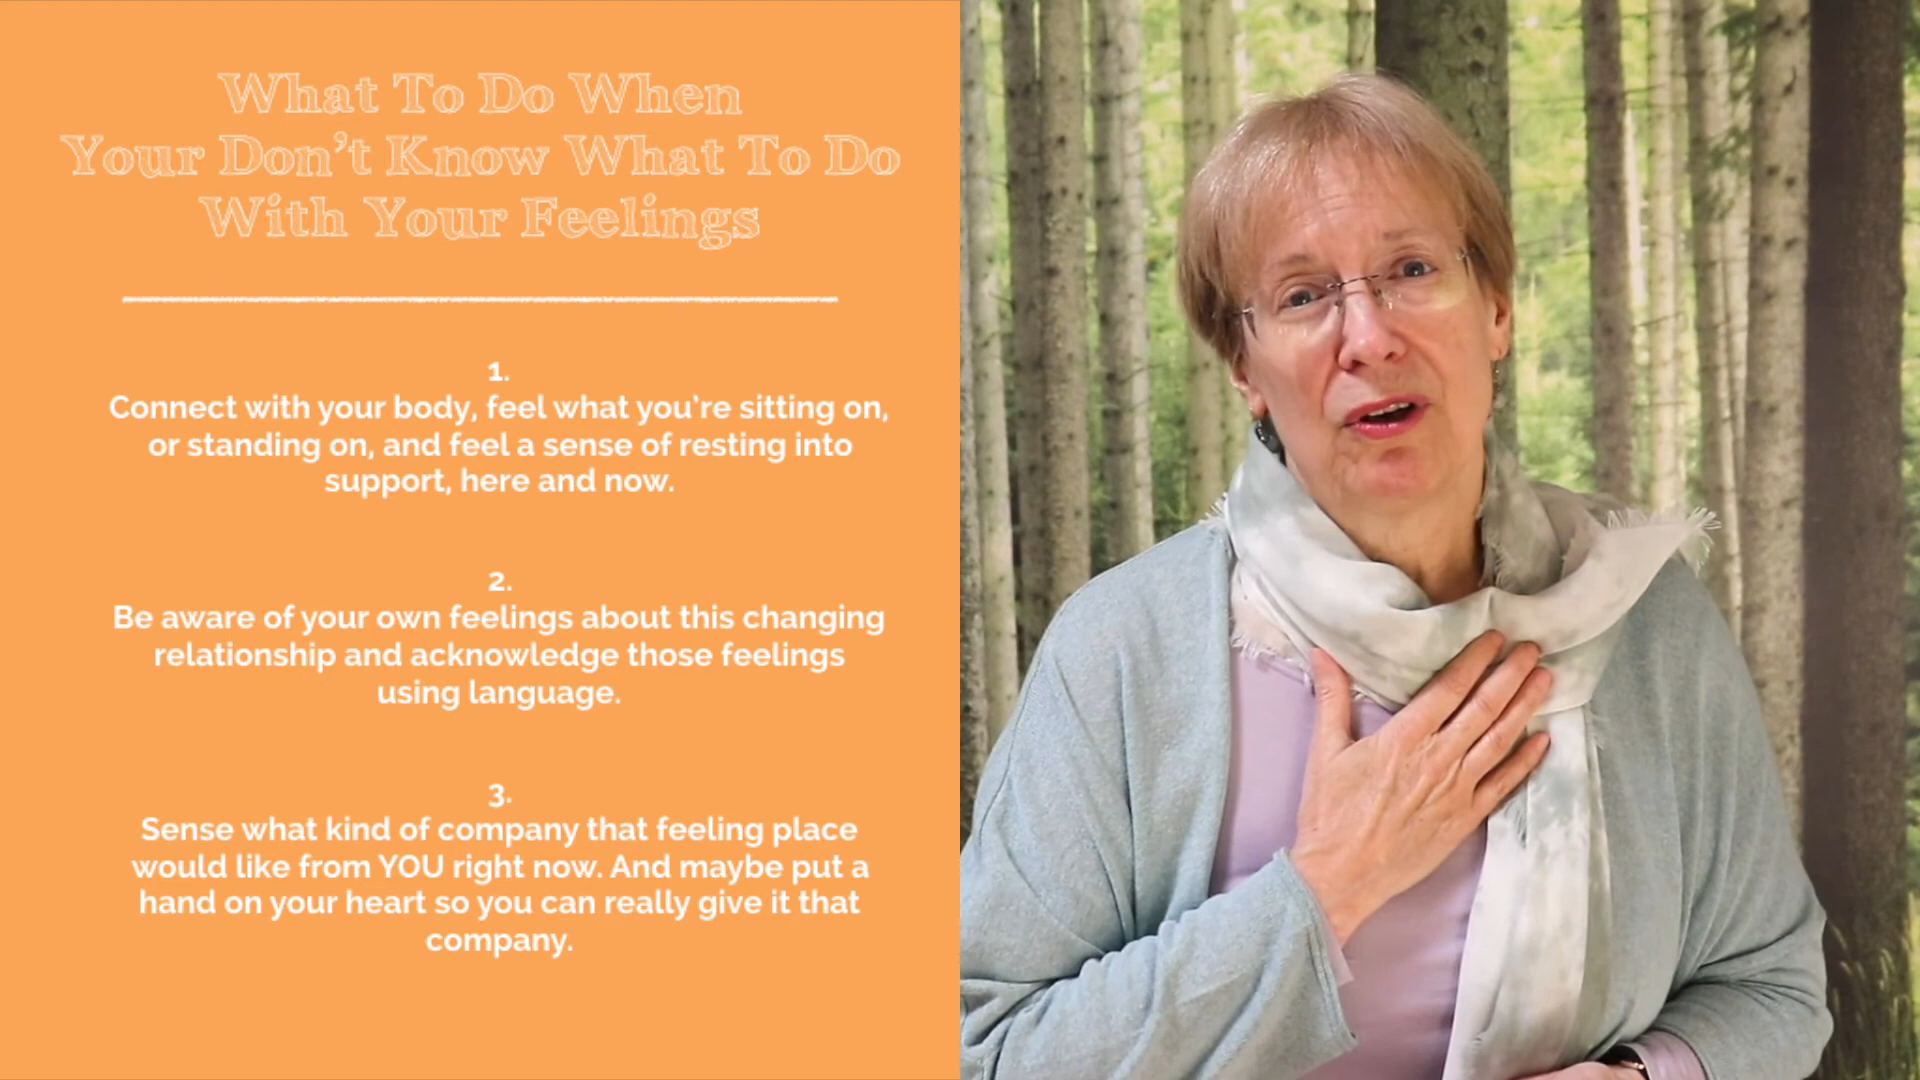 What To Do When
Your Don't Know What To Do
With Your Feelings
1.
Connect with your body, feel what you're sitting on,
or standing on, and feel a sense of resting into
support, here and now.
2.
Be aware of your own feelings about this changing
relationship and acknowledge those feelings
using language.
3.
Sense what kind of company that feeling place
would like from YOU right now. And maybe put a
hand on your heart so you can really give it that
company.